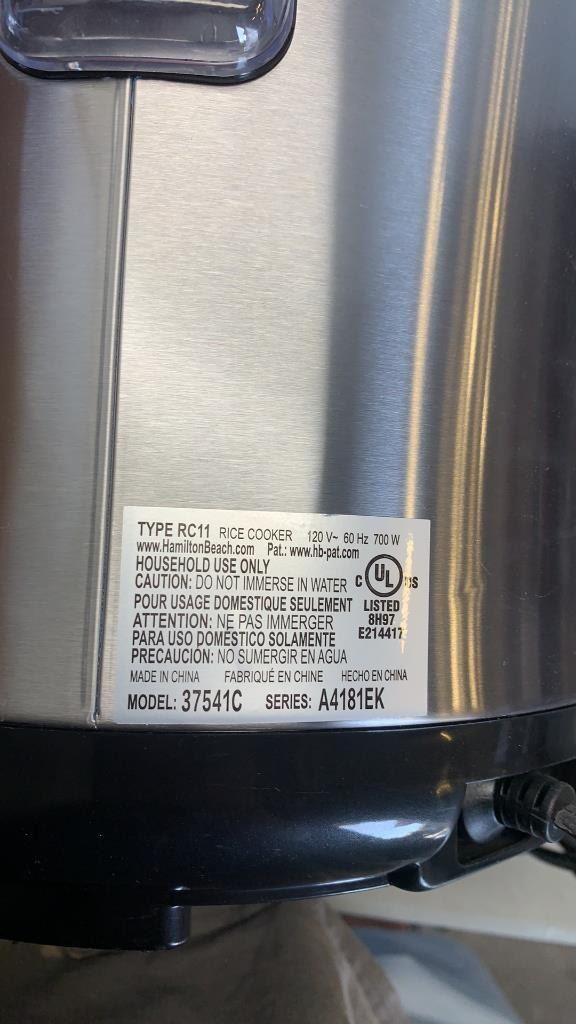 TYPE RC11 RICE COOKER 120 V~ 60 Hz 700 W
www.HamiltonBeach.com Pat.: www.hb-pat.com
HOUSEHOLD USE ONLY
CAUTION: DO NOT IMMERSE IN WATER
POUR USAGE DOMESTIQUE SEULEMENT
ATTENTION: NE PAS IMMERGER
PARA USO DOMÉSTICO SOLAMENTE
PRECAUCIÓN: NO SUMERGIR EN AGUA
C UL US
LISTED
8H97
E214417
MADE IN CHINA FABRIQUÉ EN CHINE HECHO EN CHINA
MODEL: 37541C SERIES: A4181EK